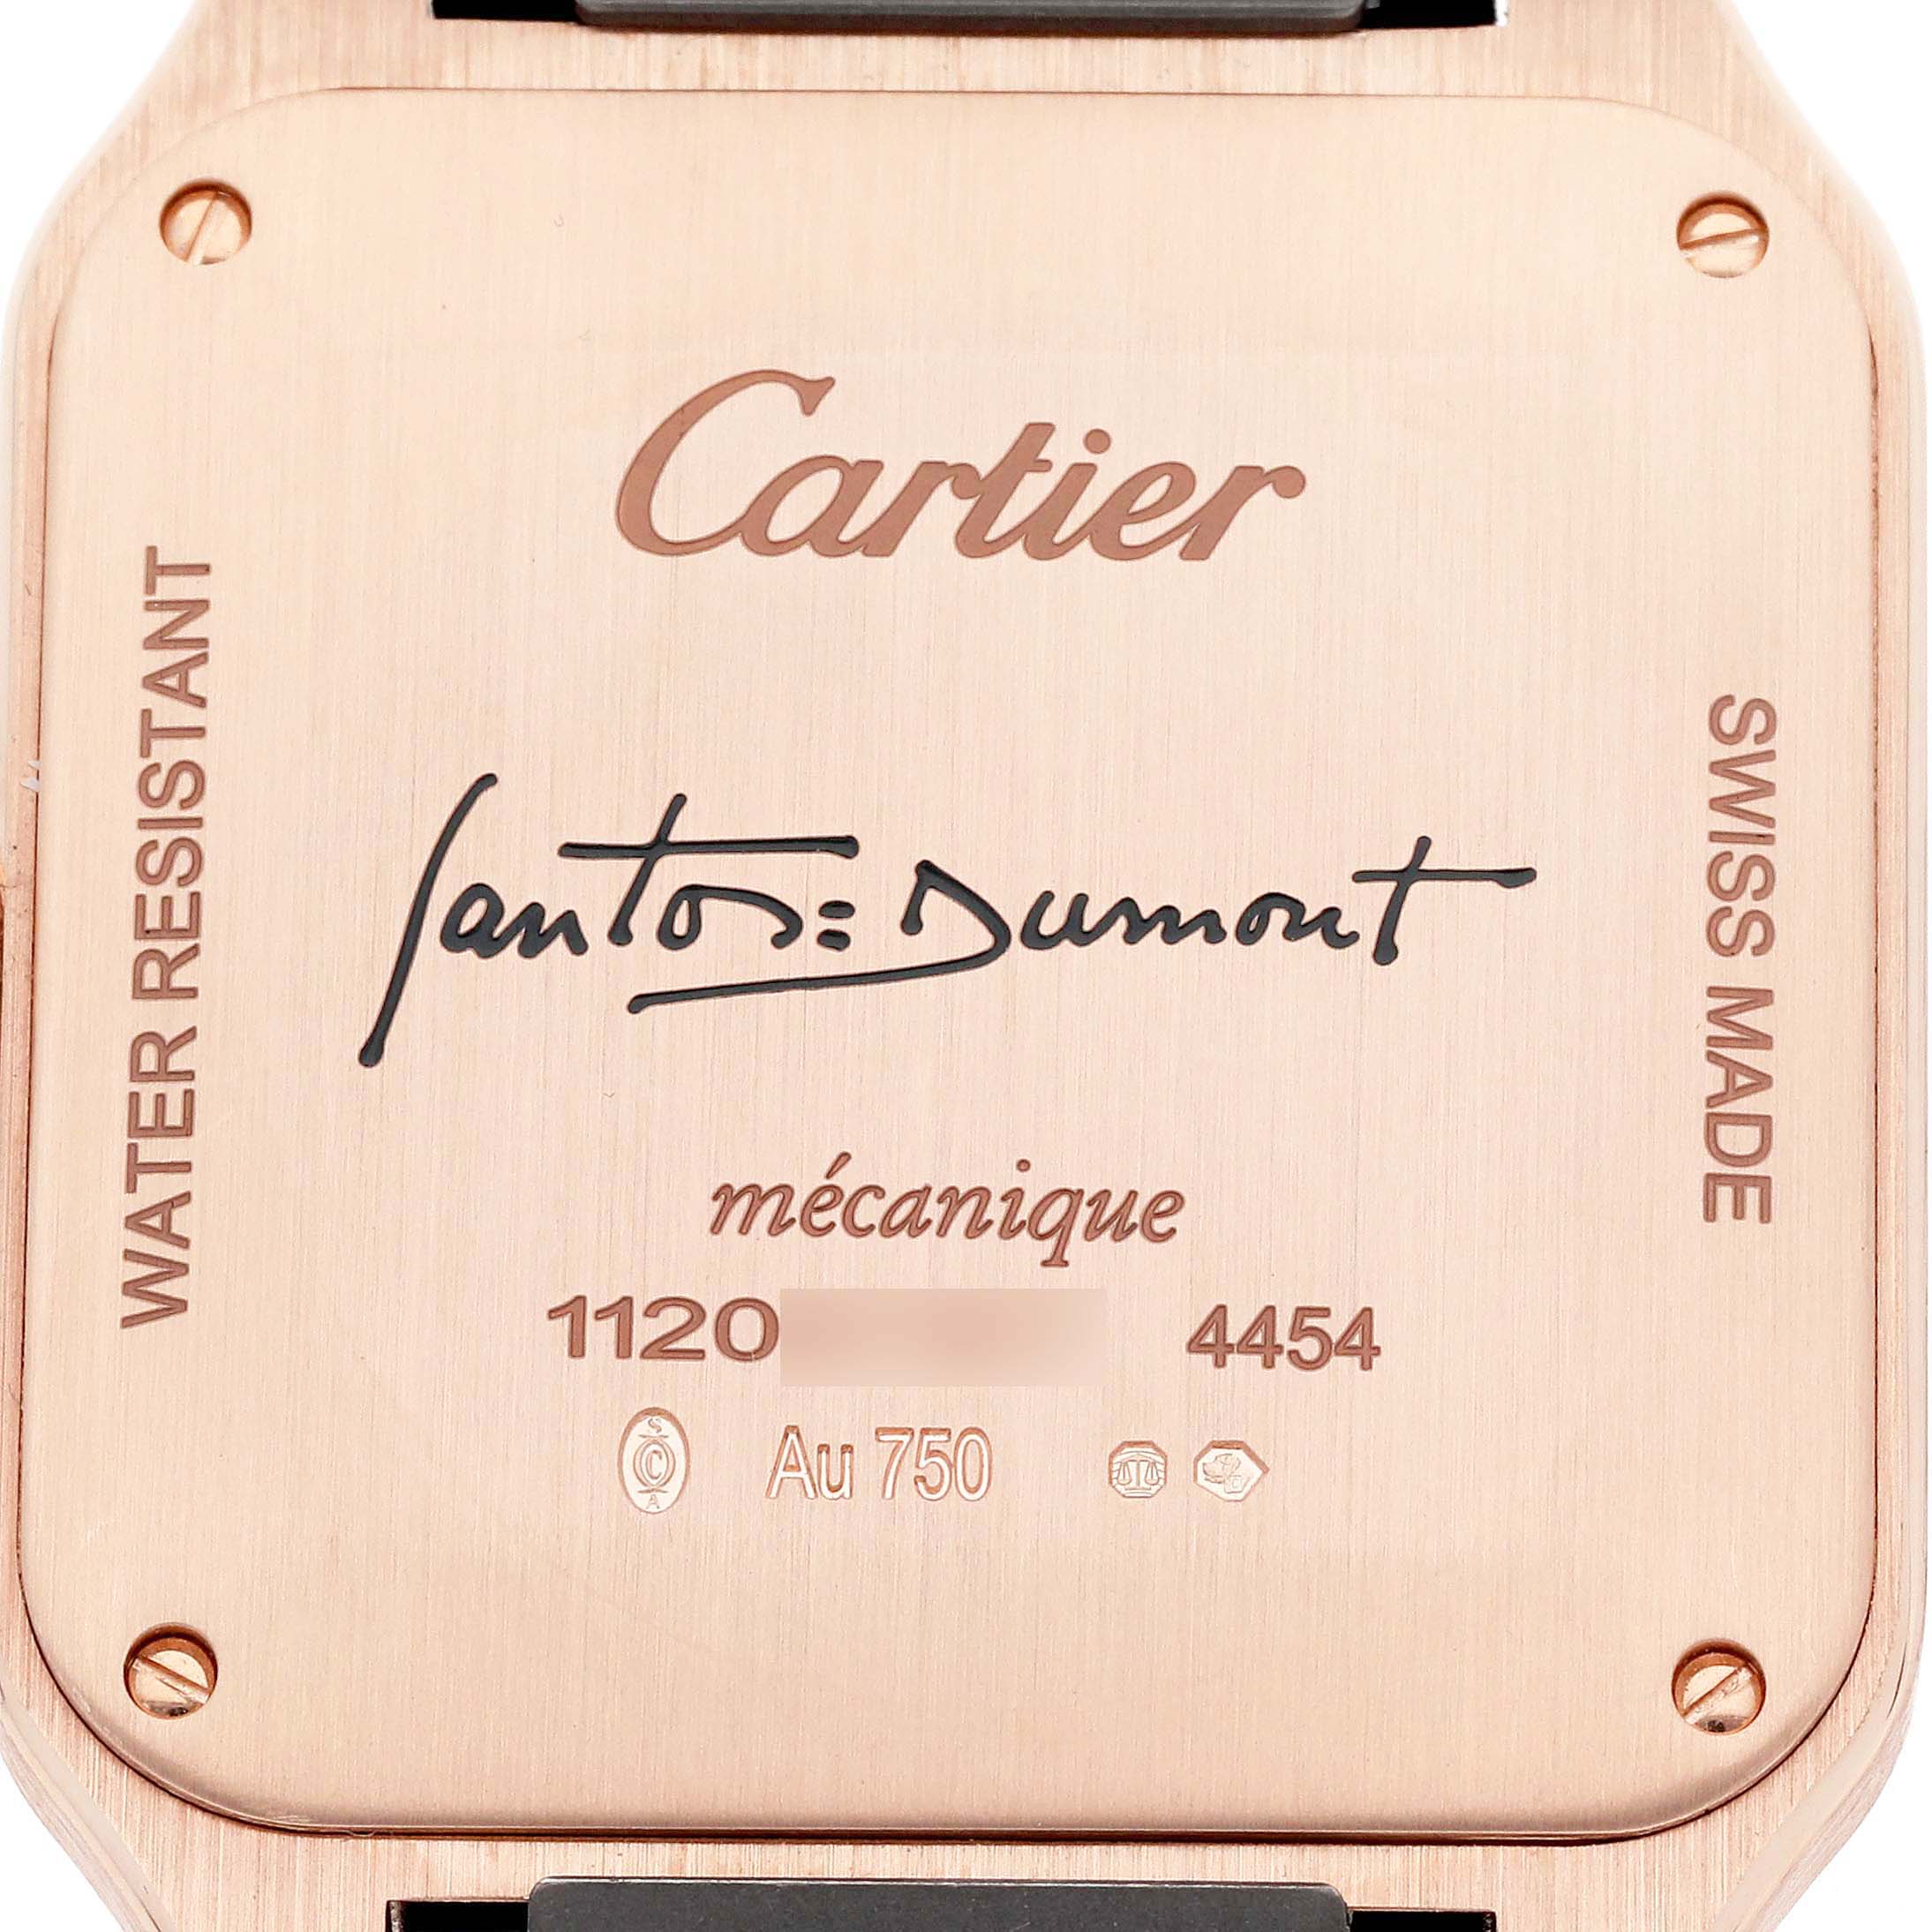 Cartier
WATER RESISTANT
Santos=Dumont
SWISS MADE
mécanique
1120 4454
S C A Au 750